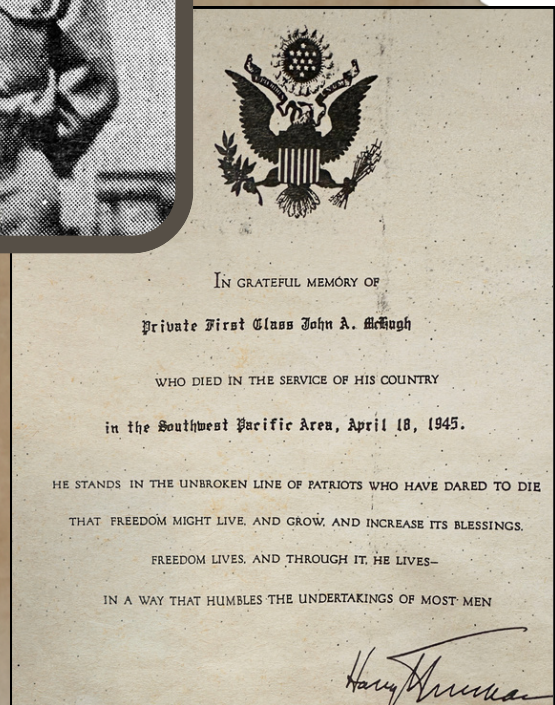 IN GRATEFUL MEMORY OF
Private First Class John A. McHugh
WHO DIED IN THE SERVICE OF HIS COUNTRY
in the Southwest Pacific Area, April 18, 1945.
HE STANDS IN THE UNBROKEN LINE OF PATRIOTS WHO HAVE DARED TO DIE
THAT FREEDOM MIGHT LIVE, AND GROW, AND INCREASE ITS BLESSINGS.
FREEDOM LIVES, AND THROUGH IT, HE LIVES—
IN A WAY THAT HUMBLES THE UNDERTAKINGS OF MOST MEN
Harry Truman